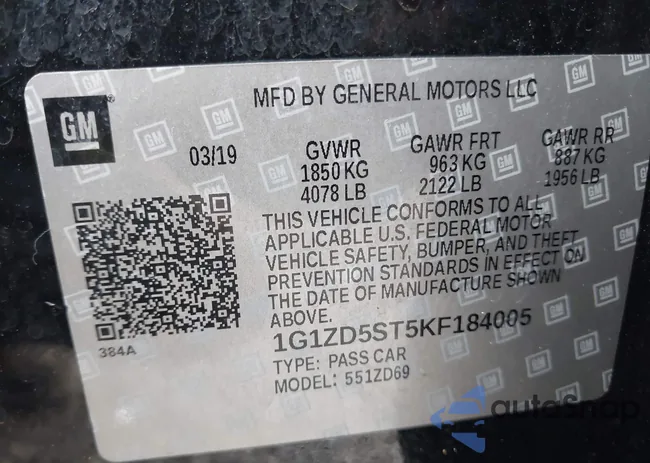 GM
MFD BY GENERAL MOTORS LLC
03/19 GVWR GAWR FRT GAWR RR
1850 KG 963 KG 887 KG
4078 LB 2122 LB 1956 LB
THIS VEHICLE CONFORMS TO ALL
APPLICABLE U.S. FEDERAL MOTOR
VEHICLE SAFETY, BUMPER, AND THEFT
PREVENTION STANDARDS IN EFFECT ON
THE DATE OF MANUFACTURE SHOWN
ABOVE.
384A
1G1ZD5ST5KF184005
TYPE: PASS CAR
MODEL: 551ZD69
autoSnap